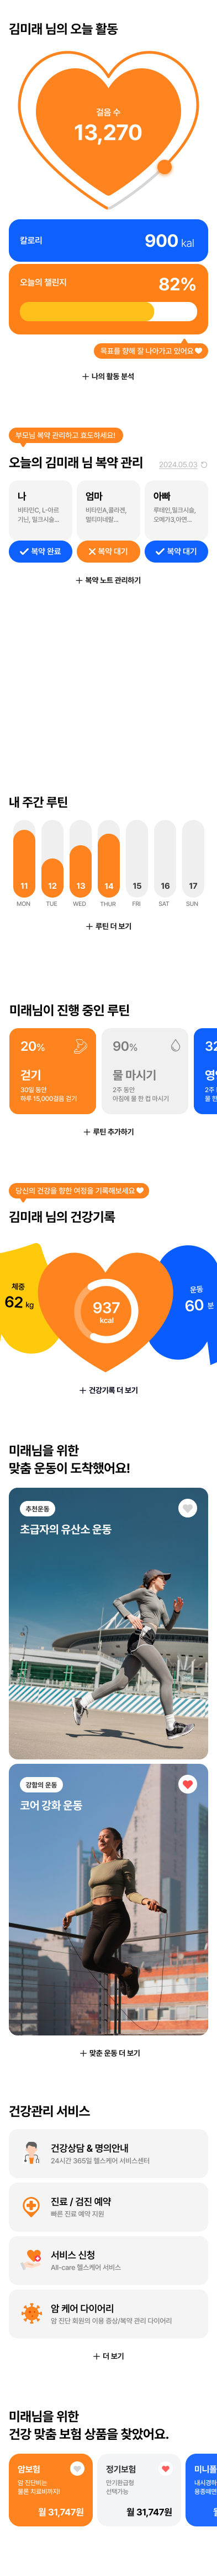 김미래 님의 오늘 활동
걸음 수
13,270
칼로리
900 kal
오늘의 챌린지
82%
목표를 향해 잘 나아가고 있어요
+ 나의 활동 분석
부모님 복약 관리하고 효도하세요!
오늘의 김미래 님 복약 관리
2024.05.03
나
비타민C, L-아르
기닌, 밀크시슬...
엄마
비타민A,콜라겐,
멀티미네랄...
아빠
루테인,밀크시슬,
오메가3,아연...
복약 완료
복약 대기
복약 대기
+ 복약 노트 관리하기
내 주간 루틴
11
12
13
14
15
16
17
MON
TUE
WED
THUR
FRI
SAT
SUN
+ 루틴 더 보기
미래님이 진행 중인 루틴
20%
걷기
30일 동안
하루 15,000걸음 걷기
90%
물 마시기
2주 동안
아침에 물 한 컵 마시기
32
영양
2주
물 한
+ 루틴 추가하기
당신의 건강을 향한 여정을 기록해보세요
김미래 님의 건강기록
체중
62 kg
937
kcal
운동
60 분
+ 건강기록 더 보기
미래님을 위한
맞춤 운동이 도착했어요!
추천운동
초급자의 유산소 운동
강함의 운동
코어 강화 운동
+ 맞춘 운동 더 보기
건강관리 서비스
건강상담 & 명의안내
24시간 365일 헬스케어 서비스센터
진료 / 검진 예약
빠른 진료 예약 지원
서비스 신청
All-care 헬스케어 서비스
암 케어 다이어리
암 진단 회원의 이용 증상/복약 관리 다이어리
+ 더 보기
미래님을 위한
건강 맞춤 보험 상품을 찾았어요.
암보험
암 진단비는
물론 치료비까지!
월 31,747원
정기보험
만기환급형
선택가능
월 31,747원
미니풀
내시경하
용종떼면